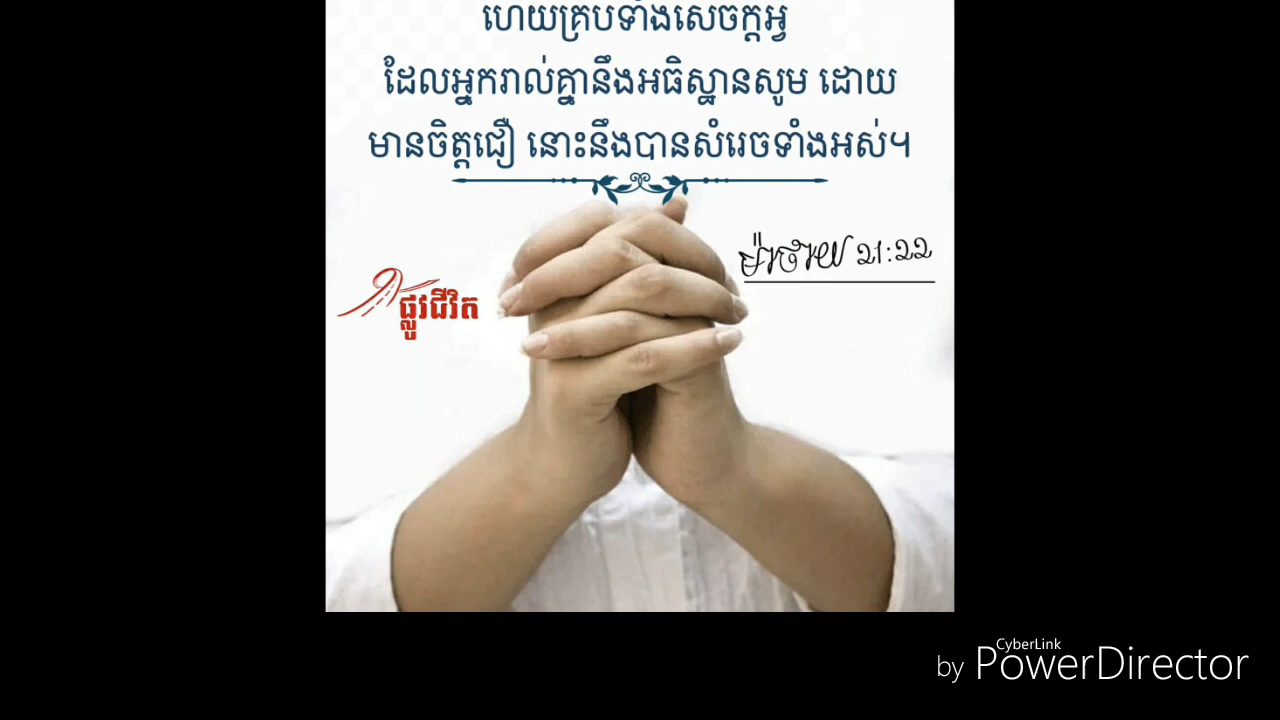 ហើយគ្រប់ទាំងសេចក្ដីអ្វី
ដែលអ្នករាល់គ្នានឹងអធិស្ឋានសូម ដោយ
មានចិត្តជឿ នោះនឹងបានសំរេចទាំងអស់។
ម៉ាថាយ ២១:២២
ផ្លូវជីវិត
CyberLink
by PowerDirector